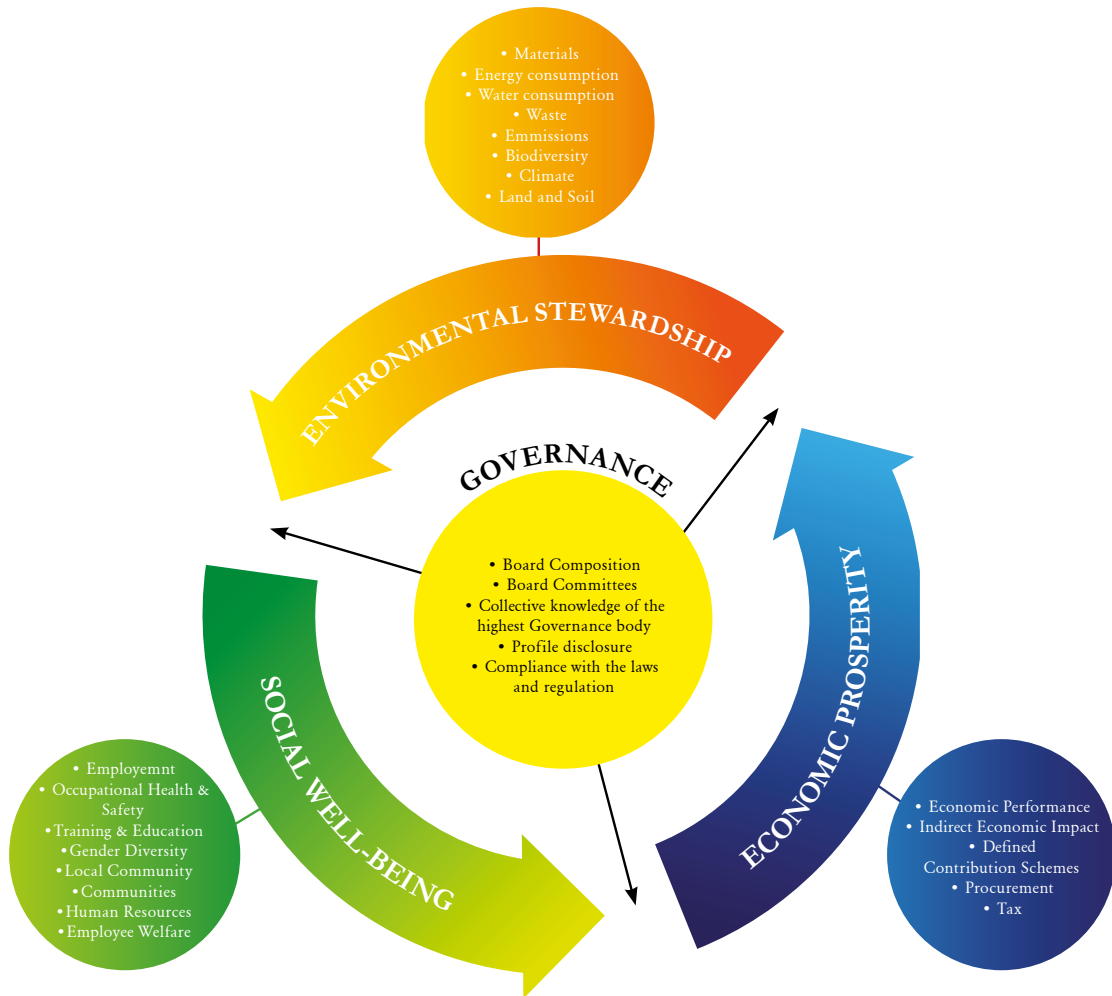 • Materials
• Energy consumption
• Water consumption
• Waste
• Emmissions
• Biodiversity
• Climate
• Land and Soil
ENVIRONMENTAL STEWARDSHIP
GOVERNANCE
• Board Composition
• Board Committees
• Collective knowledge of the
highest Governance body
• Profile disclosure
• Compliance with the laws
and regulation
SOCIAL WELL-BEING
ECONOMIC PROSPERITY
• Employemnt
• Occupational Health &
Safety
•Training & Education
•Gender Diversity
•Local Community
•Communities
•Human Resources
•Employee Welfare
• Economic Performance
• Indirect Economic Impact
• Defined
Contribution Schemes
• Procurement
• Tax